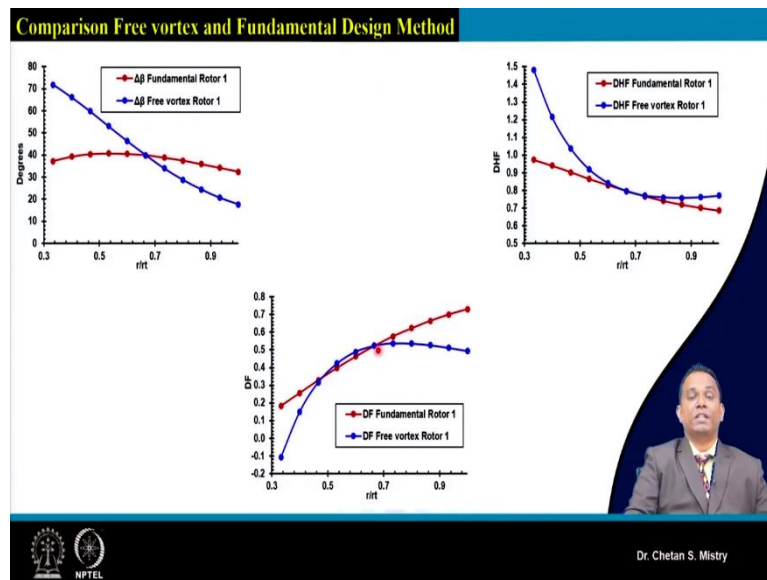 Comparison Free vortex and Fundamental Design Method
Degrees
80
70
60
50
40
30
20
10
0
0.3 0.5 0.7 0.9
r/rt
Δβ Fundamental Rotor 1
Δβ Free vortex Rotor 1
DHF
1.5
1.4
1.3
1.2
1.1
1.0
0.9
0.8
0.7
0.6
0.5
0.3 0.5 0.7 0.9
r/rt
DHF Fundamental Rotor 1
DHF Free vortex Rotor 1
DF
0.8
0.7
0.6
0.5
0.4
0.3
0.2
0.1
0.0
-0.1
-0.2
0.3 0.5 0.7 0.9
r/rt
DF Fundamental Rotor 1
DF Free vortex Rotor 1
NPTEL
Dr. Chetan S. Mistry